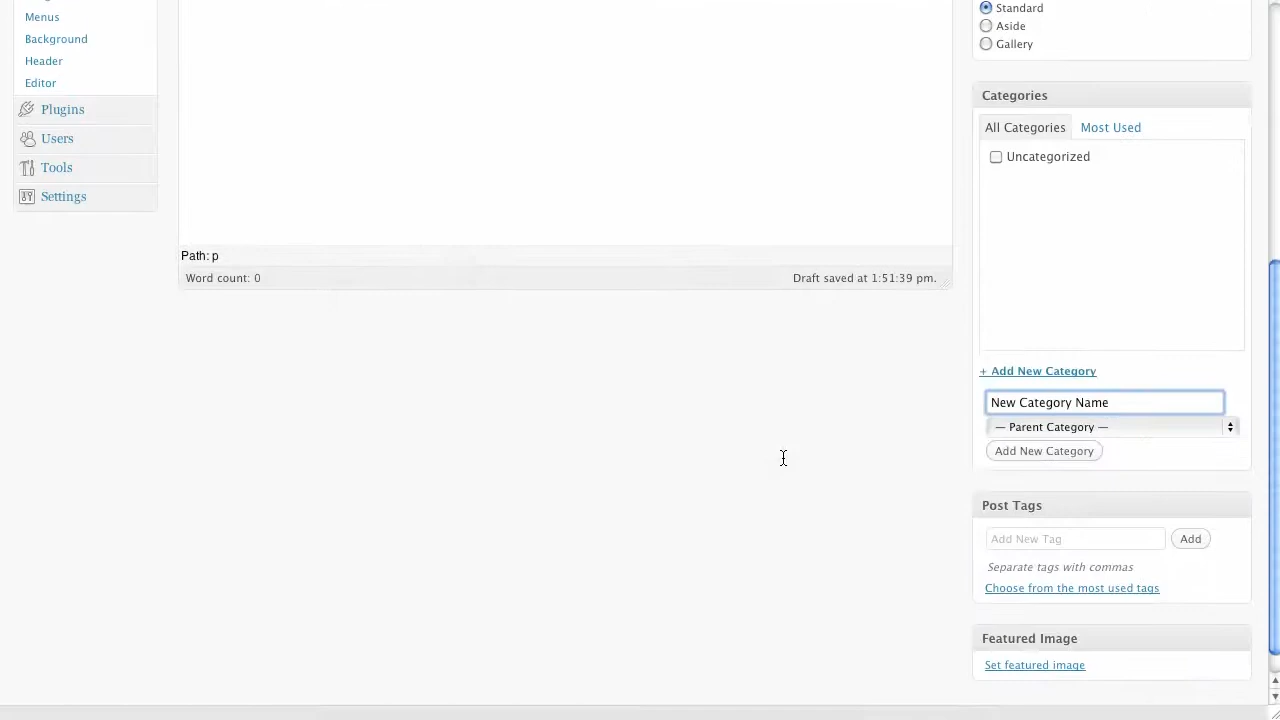 Menus
Background
Header
Editor
Plugins
Users
Tools
Settings
Path: p
Word count: 0
Draft saved at 1:51:39 pm.
Standard
Aside
Gallery
Categories
All Categories Most Used
Uncategorized
+ Add New Category
New Category Name
— Parent Category —
Add New Category
Post Tags
Add New Tag Add
Separate tags with commas
Choose from the most used tags
Featured Image
Set featured image